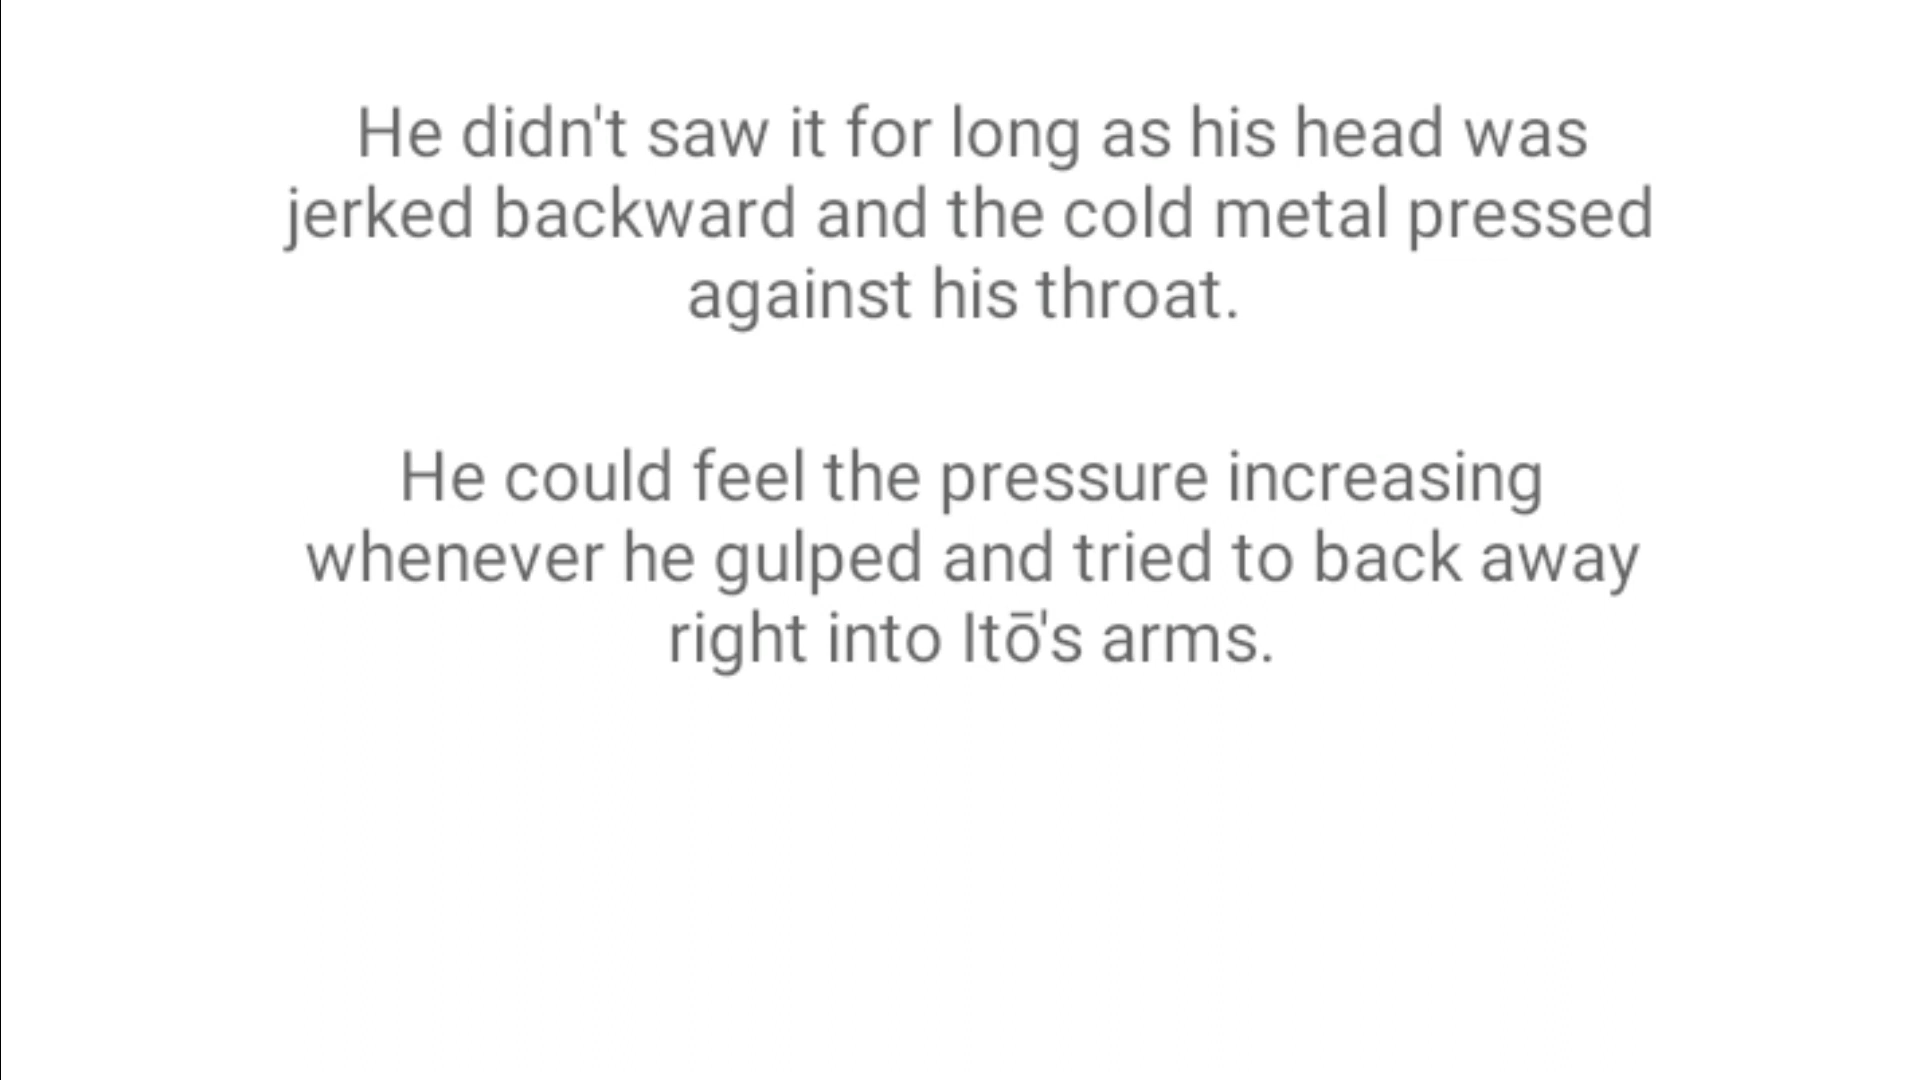 He didn't saw it for long as his head was
jerked backward and the cold metal pressed
against his throat.
He could feel the pressure increasing
whenever he gulped and tried to back away
right into Itō's arms.